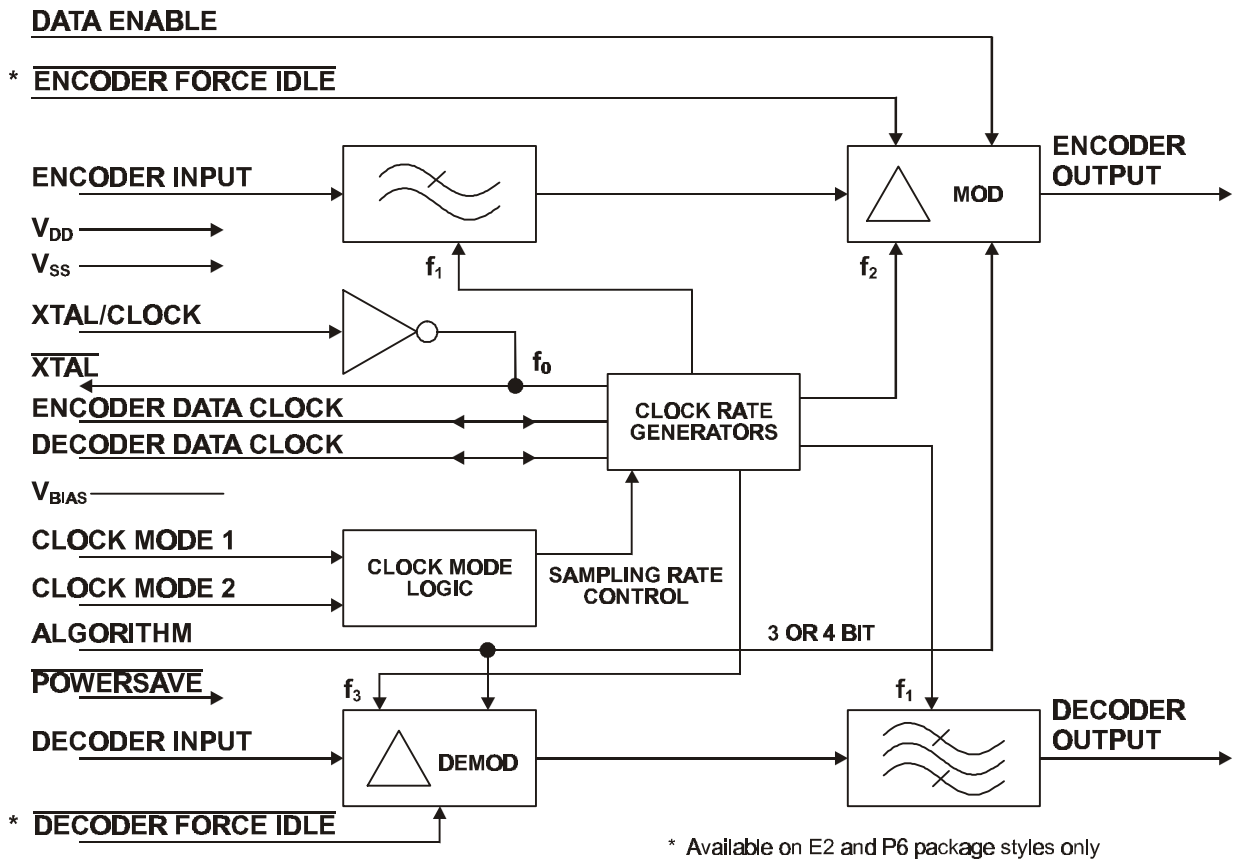 DATA ENABLE
* ENCODER FORCE IDLE
ENCODER INPUT
MOD
ENCODER
OUTPUT
VDD
VSS
f1
f2
XTAL/CLOCK
XTAL
f0
ENCODER DATA CLOCK
DECODER DATA CLOCK
CLOCK RATE
GENERATORS
VBIAS
CLOCK MODE 1
CLOCK MODE 2
CLOCK MODE
LOGIC
SAMPLING RATE
CONTROL
ALGORITHM
3 OR 4 BIT
POWERSAVE
f3
f1
DECODER INPUT
DEMOD
DECODER
OUTPUT
* DECODER FORCE IDLE
* Available on E2 and P6 package styles only